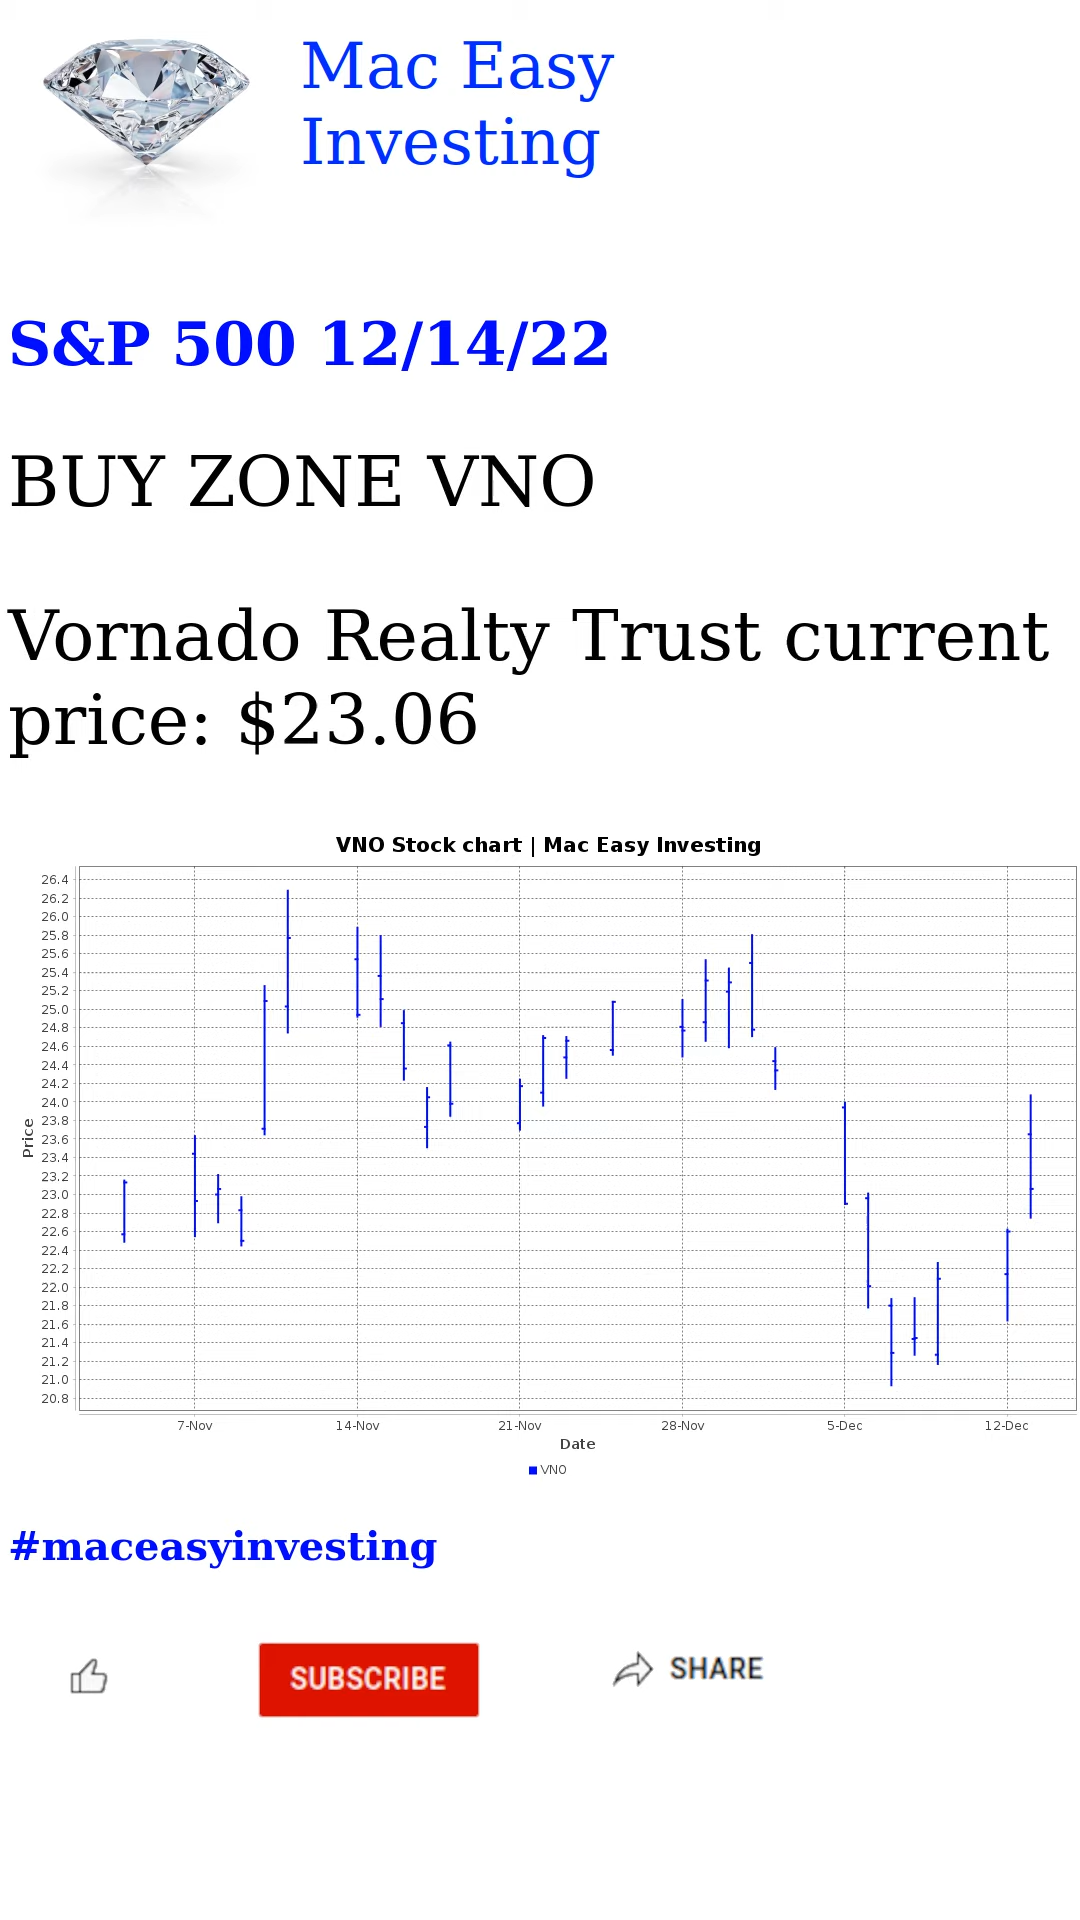 Mac Easy
Investing
S&P 500 12/14/22
BUY ZONE VNO
Vornado Realty Trust current
price: $23.06
VNO Stock chart | Mac Easy Investing
26.4
26.2
26.0
25.8
25.6
25.4
25.2
25.0
24.8
24.6
24.4
24.2
24.0
23.8
23.6
23.4
23.2
23.0
22.8
22.6
22.4
22.2
22.0
21.8
21.6
21.4
21.2
21.0
20.8
Price
7-Nov 14-Nov 21-Nov 28-Nov 5-Dec 12-Dec
Date
VNO
#maceasyinvesting
SUBSCRIBE SHARE